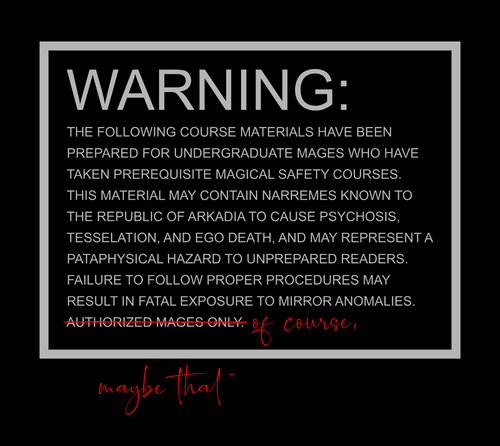 WARNING:
THE FOLLOWING COURSE MATERIALS HAVE BEEN
PREPARED FOR UNDERGRADUATE MAGES WHO HAVE
TAKEN PREREQUISITE MAGICAL SAFETY COURSES.
THIS MATERIAL MAY CONTAIN NARREMES KNOWN TO
THE REPUBLIC OF ARKADIA TO CAUSE PSYCHOSIS,
TESSELATION, AND EGO DEATH, AND MAY REPRESENT A
PATAPHYSICAL HAZARD TO UNPREPARED READERS.
FAILURE TO FOLLOW PROPER PROCEDURES MAY
RESULT IN FATAL EXPOSURE TO MIRROR ANOMALIES.
AUTHORIZED MAGES ONLY. of course,
maybe that-